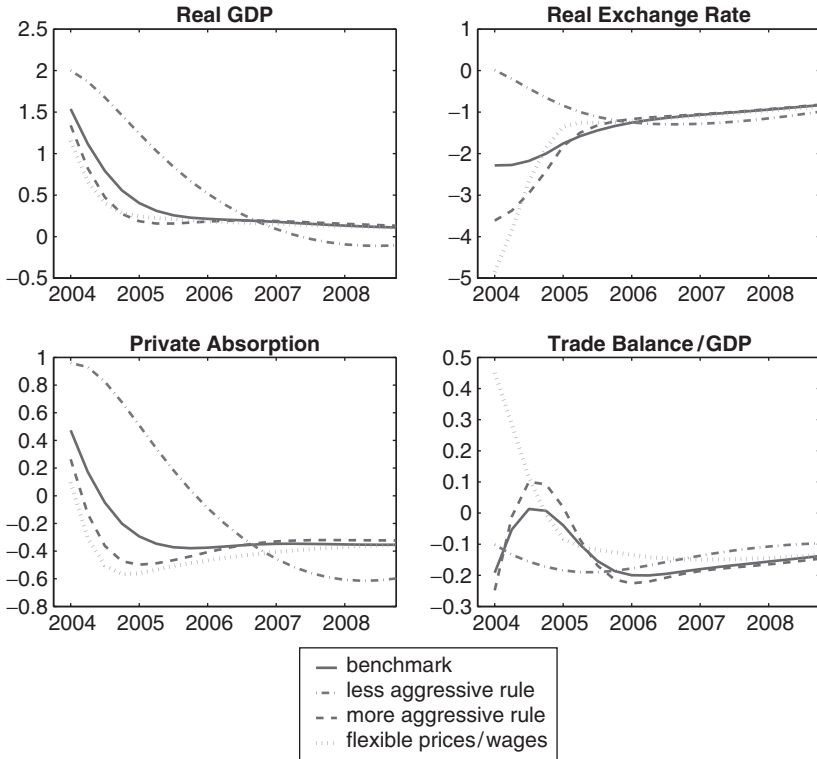 Real GDP
2.5
2
1.5
1
0.5
0
−0.5
2004 2005 2006 2007 2008
Real Exchange Rate
1
0
−1
−2
−3
−4
−5
2004 2005 2006 2007 2008
Private Absorption
1
0.8
0.6
0.4
0.2
0
−0.2
−0.4
−0.6
−0.8
2004 2005 2006 2007 2008
Trade Balance/GDP
0.5
0.4
0.3
0.2
0.1
0
−0.1
−0.2
−0.3
2004 2005 2006 2007 2008
benchmark
less aggressive rule
more aggressive rule
flexible prices/wages